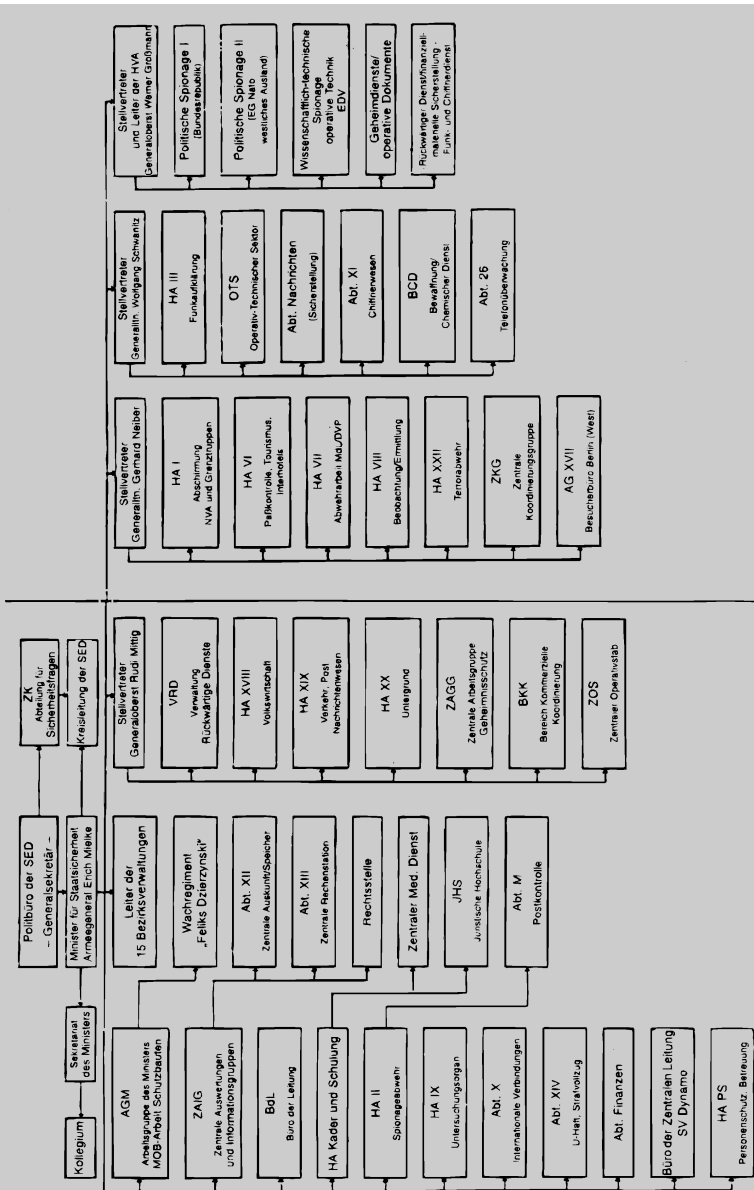 Politbüro der SED
– Generalsekretär –
ZK
Abteilung für
Sicherheitsfragen
Kollegium
Sekretariat
des Ministers
Minister für Staatsicherheit
Armeegeneral Erich Mielke
Kreisleitung der SED
AGM
Arbeitsgruppe des Ministers
MOB-Arbeit Schutzbauten
ZAIG
Zentrale Auswertungen
und Informationsgruppen
BdL
Büro der Leitung
HA Kader und Schulung
HA II
Spionageabwehr
HA IX
Untersuchungsorgan
Abt. X
Internationale Verbindungen
Abt. XIV
U-Haft, Strafvollzug
Abt. Finanzen
Büro der Zentralen Leitung
SV Dynamo
HA PS
Personenschutz, Betreuung
Leiter der
15 Bezirksverwaltungen
Wachregiment
„Feliks Dzierzynski"
Abt. XII
Zentrale Auskunft/Speicher
Abt. XIII
Zentrale Rechenstation
Rechtsstelle
Zentraler Med. Dienst
JHS
Juristische Hochschule
Abt. M
Postkontrolle
Stellvertreter
Generaloberst Rudi Mittig
VRD
Verwaltung
Rückwärtige Dienste
HA XVIII
Volkswirtschaft
HA XIX
Verkehr, Post
Nachrichtenwesen
HA XX
Untergrund
ZAGG
Zentrale Arbeitsgruppe
Geheimnisschutz
BKK
Bereich Kommerzielle
Koordinierung
ZOS
Zentraler Operativstab
Stellvertreter
Generalltn. Gerhard Neiber
HA I
Abschirmung
NVA und Grenztruppen
HA VI
Paßkontrolle, Tourismus,
Interhotels
HA VII
Abwehrarbeit MdI/DVP
HA VIII
Beobachtung/Ermittlung
HA XXII
Terrorabwehr
ZKG
Zentrale
Koordinierungsgruppe
AG XVII
Besucherbüro Berlin (West)
Stellvertreter
Generalltn. Wolfgang Schwanitz
HA III
Funkaufklärung
OTS
Operativ-Technischer Sektor
Abt. Nachrichten
(Sicherstellung)
Abt. XI
Chiffrierwesen
BCD
Bewaffnung/
Chemischer Dienst
Abt. 26
Telefonüberwachung
Stellvertreter
und Leiter der HVA
Generaloberst Werner Großmann
Politische Spionage I
(Bundesrepublik)
Politische Spionage II
(EG Nato
westliches Ausland)
Wissenschaftlich-technische
Spionage
operative Technik
EDV
Geheimdienste/
operative Dokumente
Rückwärtiger Dienst/finanziell-
materielle Sicherstellung -
Funk- und Chiffrierdienst